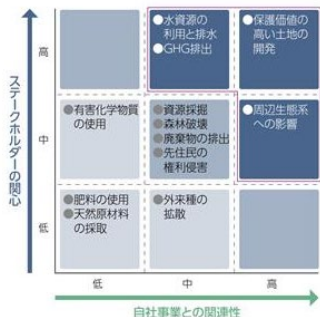 ステークホルダーの関心
高
中
低
●水資源の
利用と排水
●GHG排出
●保護価値の
高い土地の
開発
●有害化学物質
の使用
●資源採掘
●森林破壊
●廃棄物の排出
●先住民の
権利侵害
●周辺生態系
への影響
●肥料の使用
●天然原材料
の採取
●外来種の
拡散
低
中
高
自社事業との関連性